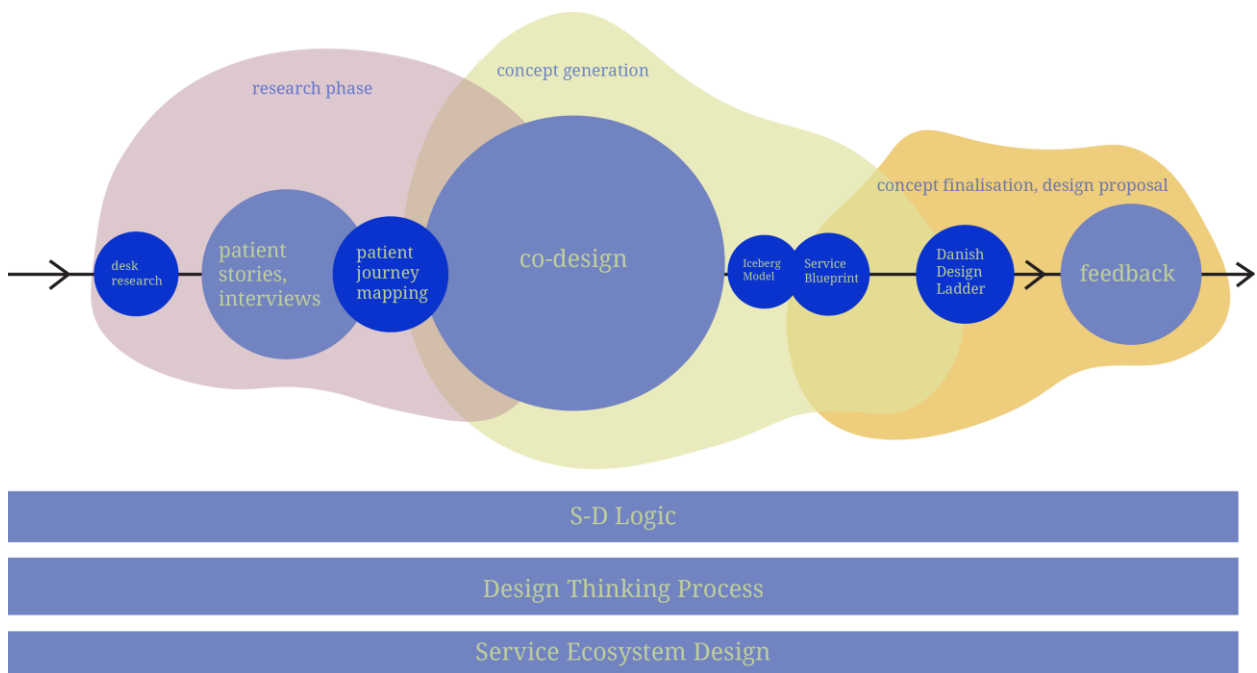 research phase
concept generation
concept finalisation, design proposal
desk
research
patient
stories,
interviews
patient
journey
mapping
co-design
Iceberg
Model
Service
Blueprint
Danish
Design
Ladder
feedback
S-D Logic
Design Thinking Process
Service Ecosystem Design